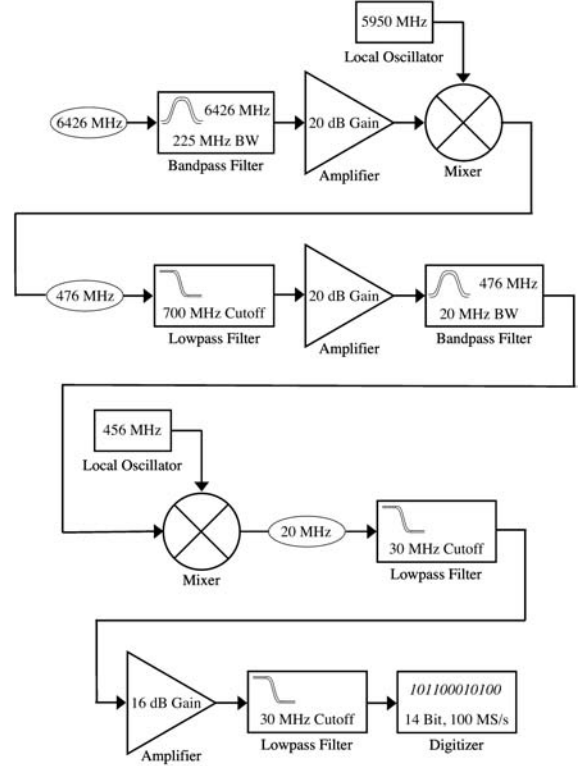 5950 MHz
Local Oscillator
6426 MHz
6426 MHz
225 MHz BW
Bandpass Filter
20 dB Gain
Amplifier
Mixer
476 MHz
700 MHz Cutoff
Lowpass Filter
20 dB Gain
Amplifier
476 MHz
20 MHz BW
Bandpass Filter
456 MHz
Local Oscillator
Mixer
20 MHz
30 MHz Cutoff
Lowpass Filter
16 dB Gain
Amplifier
30 MHz Cutoff
Lowpass Filter
101100010100
14 Bit, 100 MS/s
Digitizer